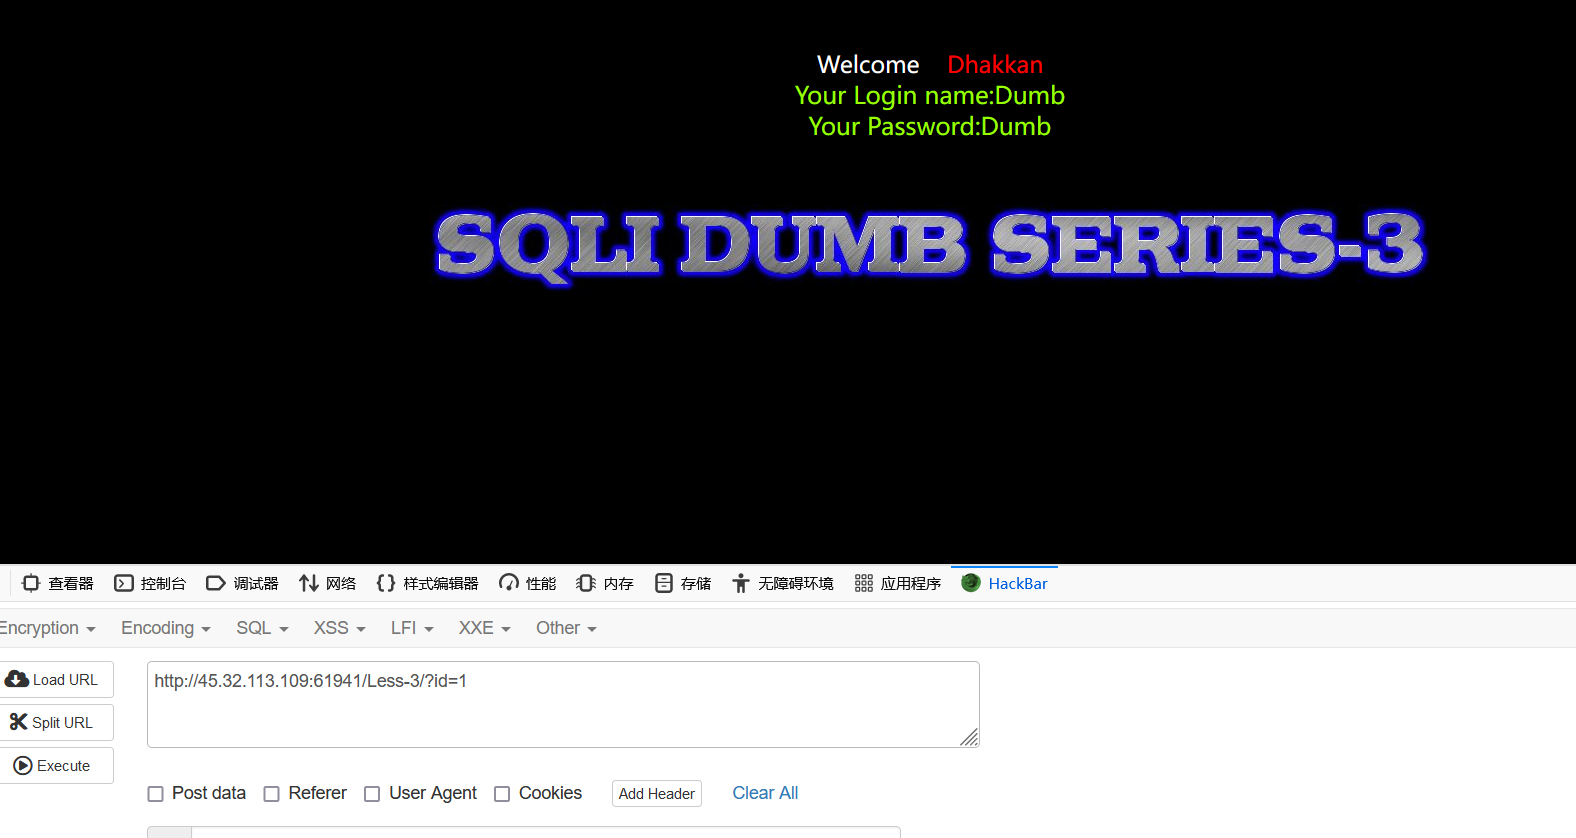 Welcome Dhakkan
Your Login name:Dumb
Your Password:Dumb
SQLI DUMB SERIES-3
查看器 控制台 调试器 网络 样式编辑器 性能 内存 存储 无障碍环境 应用程序 HackBar
Encryption Encoding SQL XSS LFI XXE Other
Load URL
http://45.32.113.109:61941/Less-3/?id=1
Split URL
Execute
Post data Referer User Agent Cookies Add Header Clear All